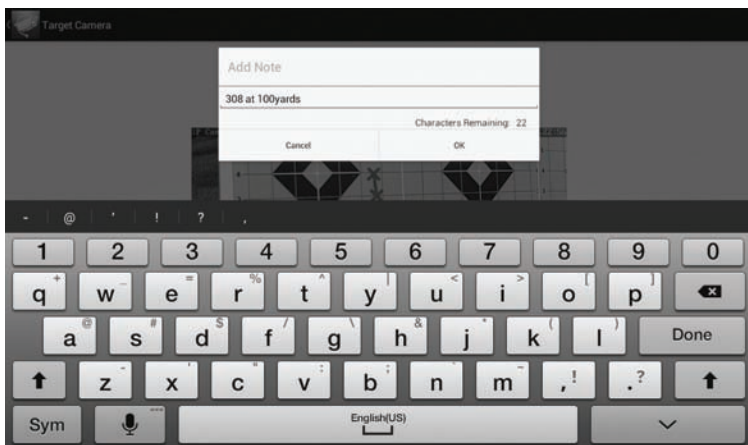 Target Camera
Add Note
308 at 100yards
Characters Remaining: 22
Cancel OK
- @ ' ! ? ,
1 2 3 4 5 6 7 8 9 0
q + w _ e = r % t ^ y | u < i > o [ p ]
a @ s # d $ f / g \ h & j * k ( l ) Done
z - x ' c " v : b ; n m ~ , ! . ?
Sym English(US)